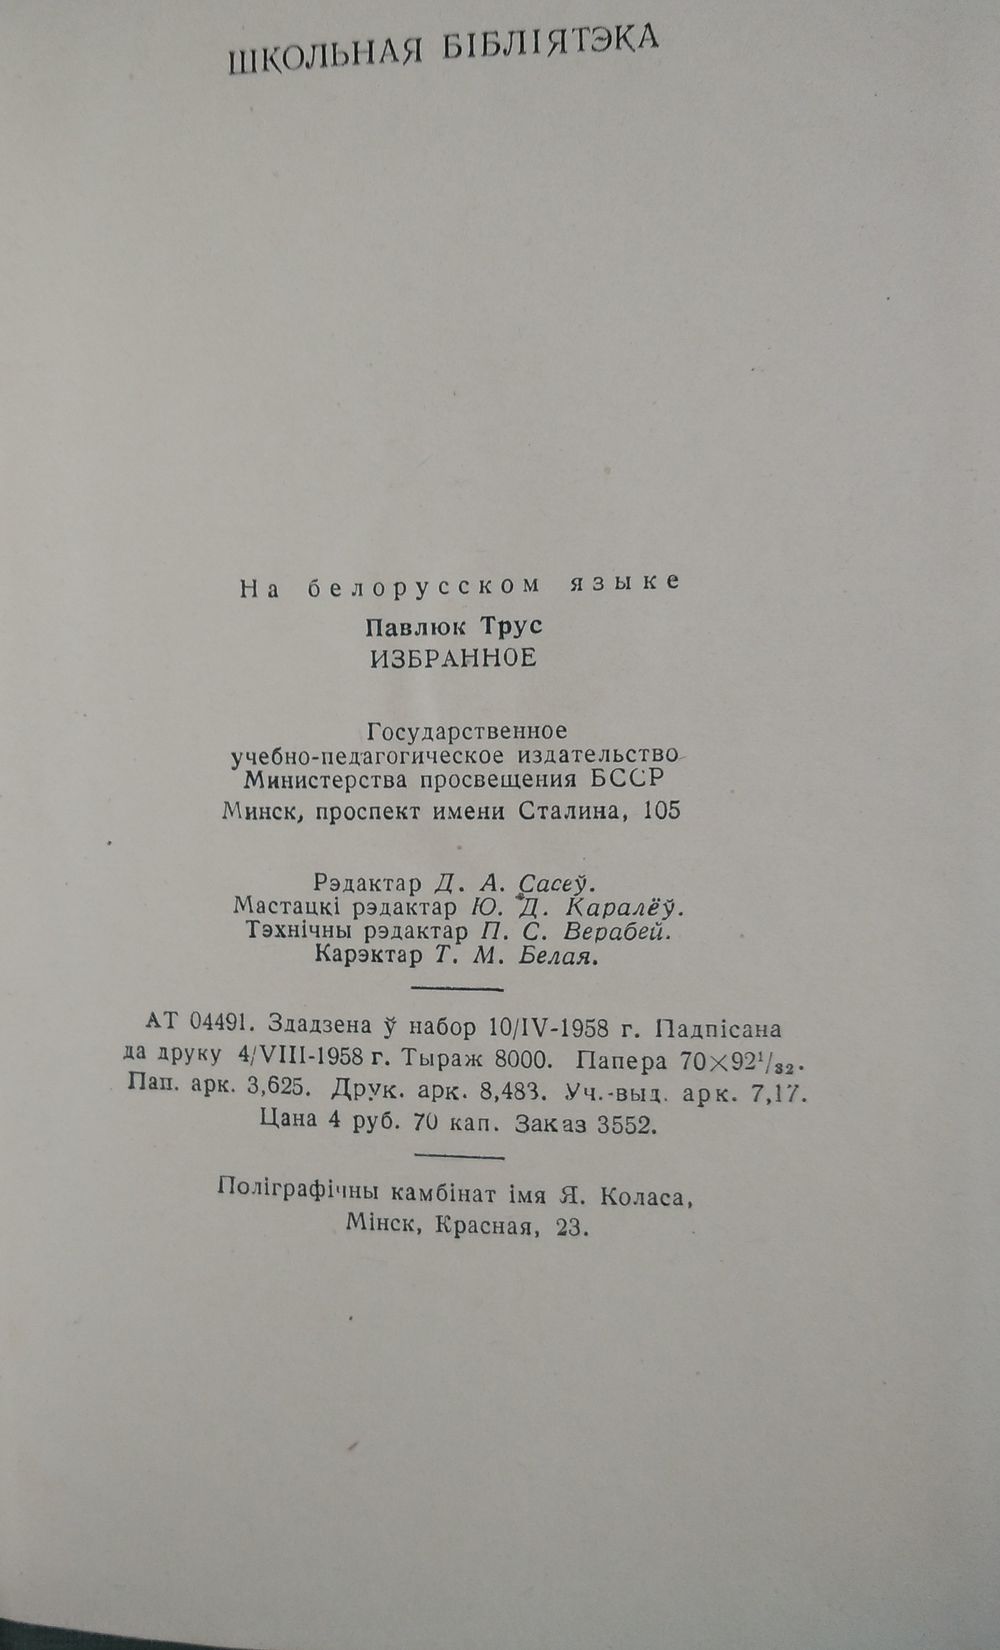 ШКОЛЬНАЯ БІБЛІЯТЭКА
На белорусском языке
Павлюк Трус
ИЗБРАННОЕ
Государственное
учебно-педагогическое издательство
Министерства просвещения БССР
Минск, проспект имени Сталина, 105
Рэдактар Д. А. Сасеў.
Мастацкі рэдактар Ю. Д. Каралёў.
Тэхнічны рэдактар П. С. Верабей.
Карэктар Т. М. Белая.
АТ 04491. Здадзена ў набор 10/IV-1958 г. Падпісана
да друку 4/VIII-1958 г. Тыраж 8000. Папера 70×92¹/₃₂.
Пап. арк. 3,625. Друк. арк. 8,483. Уч.-выд. арк. 7,17.
Цана 4 руб. 70 кап. Заказ 3552.
Поліграфічны камбінат імя Я. Коласа,
Мінск, Красная, 23.